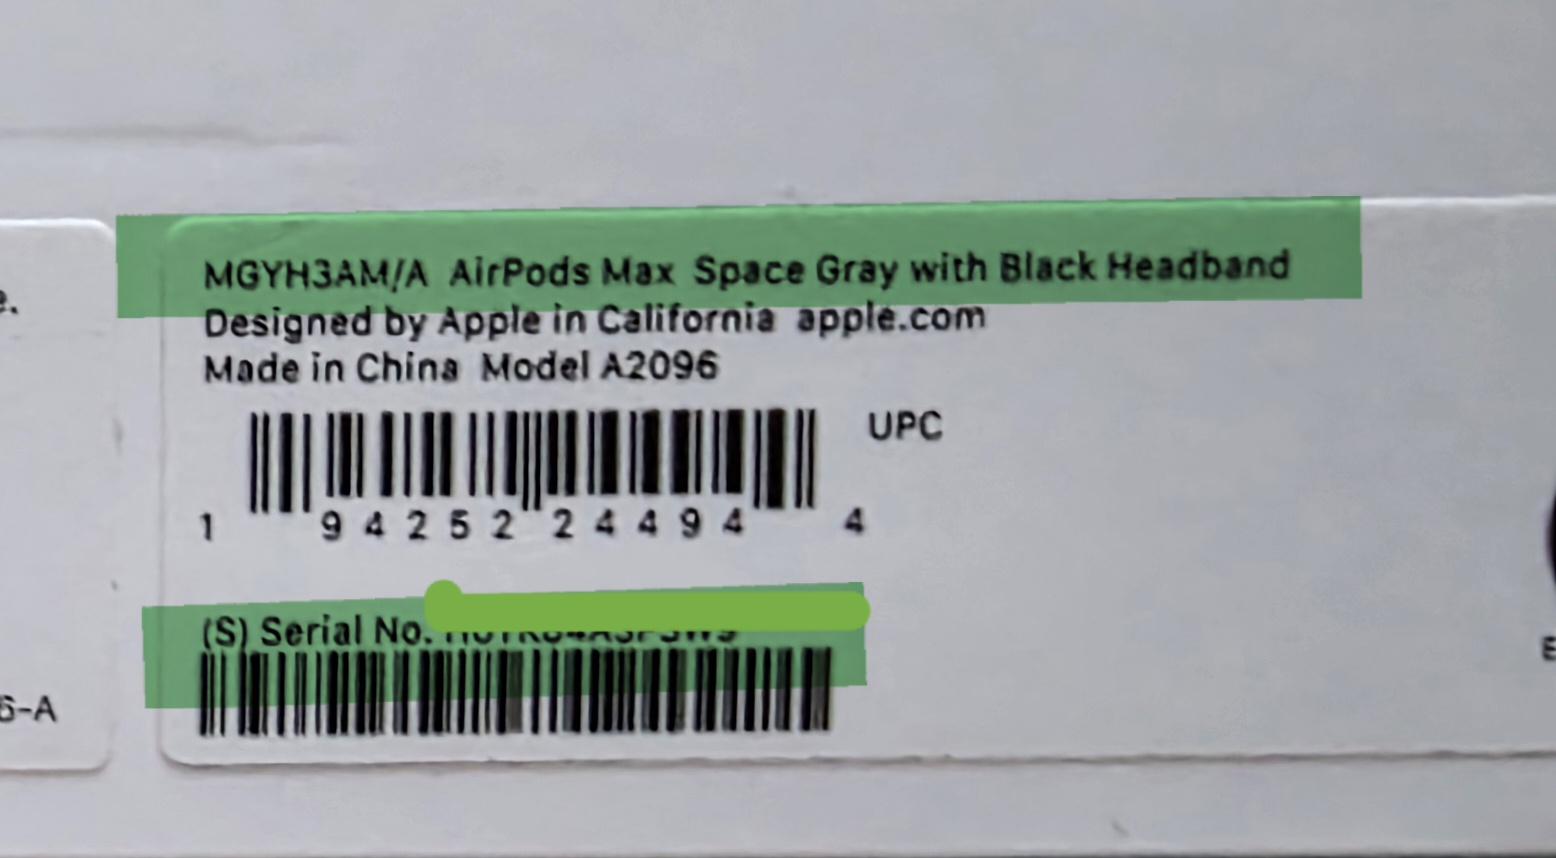 MGYH3AM/A AirPods Max Space Gray with Black Headband
Designed by Apple in California apple.com
Made in China Model A2096
UPC
1 94252 24494 4
(S) Serial No.
e.
6-A
E